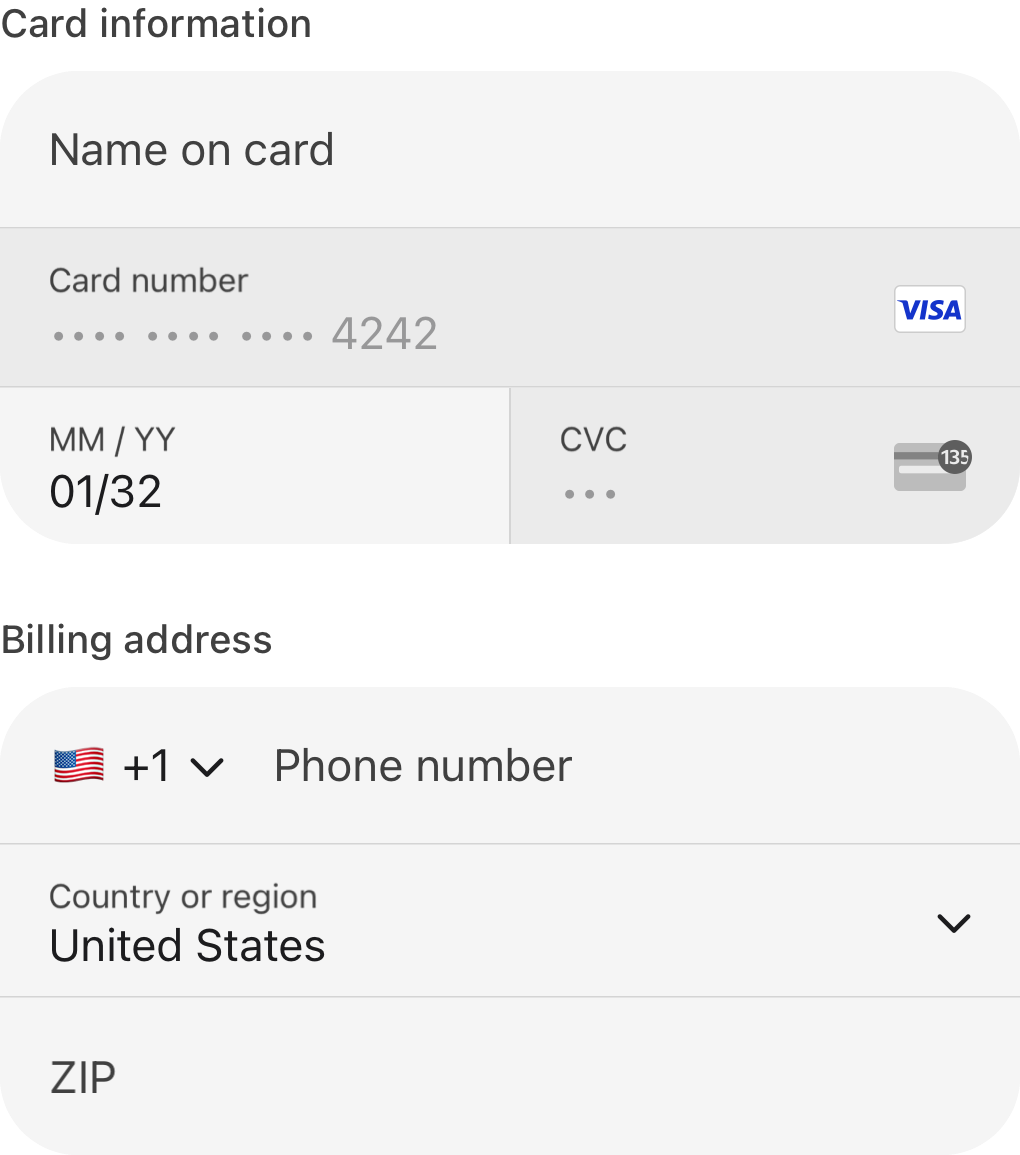 Card information
Name on card
Card number
•••• •••• •••• 4242
VISA
MM / YY
01/32
CVC
•••
135
Billing address
🇺🇸 +1 Phone number
Country or region
United States
ZIP